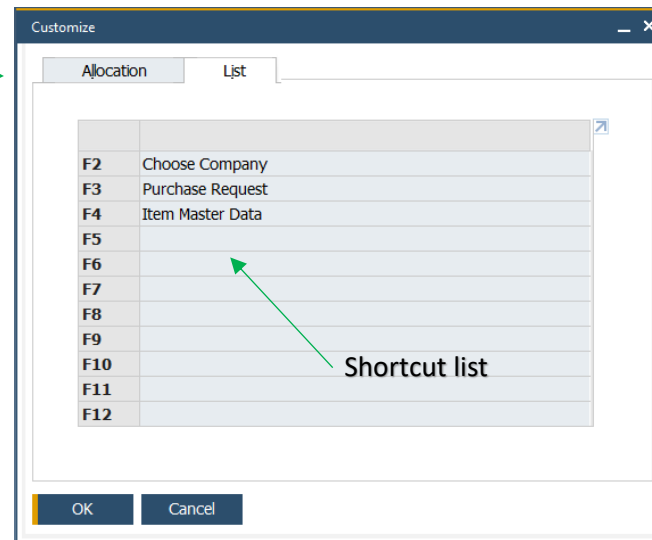 Customize
Allocation List
F2 Choose Company
F3 Purchase Request
F4 Item Master Data
F5
F6
F7
F8
F9
F10
F11
F12
Shortcut list
OK Cancel